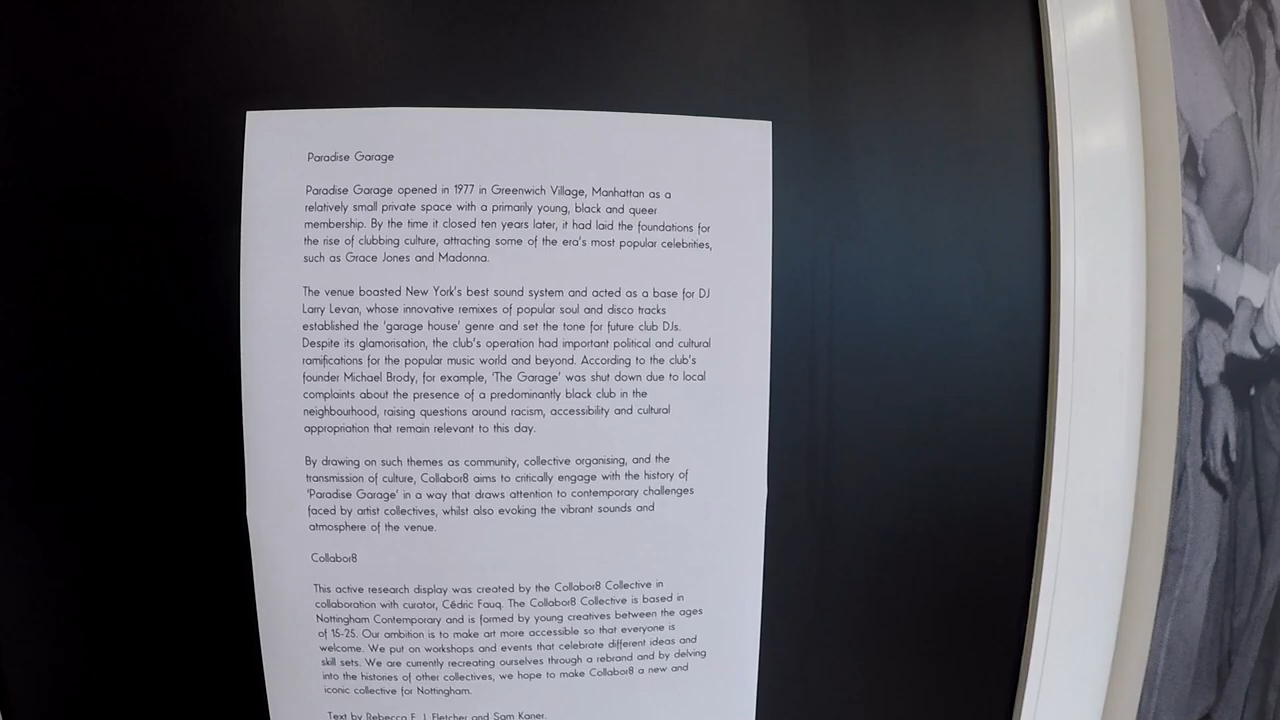 Paradise Garage
Paradise Garage opened in 1977 in Greenwich Village, Manhattan as a
relatively small private space with a primarily young, black and queer
membership. By the time it closed ten years later, it had laid the foundations for
the rise of clubbing culture, attracting some of the era's most popular celebrities,
such as Grace Jones and Madonna.
The venue boasted New York's best sound system and acted as a base for DJ
Larry Levan, whose innovative remixes of popular soul and disco tracks
established the 'garage house' genre and set the tone for future club DJs.
Despite its glamorisation, the club's operation had important political and cultural
ramifications for the popular music world and beyond. According to the club's
founder Michael Brody, for example, 'The Garage' was shut down due to local
complaints about the presence of a predominantly black club in the
neighbourhood, raising questions around racism, accessibility and cultural
appropriation that remain relevant to this day.
By drawing on such themes as community, collective organising, and the
transmission of culture, Collabor8 aims to critically engage with the history of
'Paradise Garage' in a way that draws attention to contemporary challenges
faced by artist collectives, whilst also evoking the vibrant sounds and
atmosphere of the venue.
Collabor8
This active research display was created by the Collabor8 Collective in
collaboration with curator, Cédric Fauq. The Collabor8 Collective is based in
Nottingham Contemporary and is formed by young creatives between the ages
of 15-25. Our ambition is to make art more accessible so that everyone is
welcome. We put on workshops and events that celebrate different ideas and
skill sets. We are currently recreating ourselves through a rebrand and by delving
into the histories of other collectives, we hope to make Collabor8 a new and
iconic collective for Nottingham.
Text by Rebecca E. J. Fletcher and Sam Kaner.